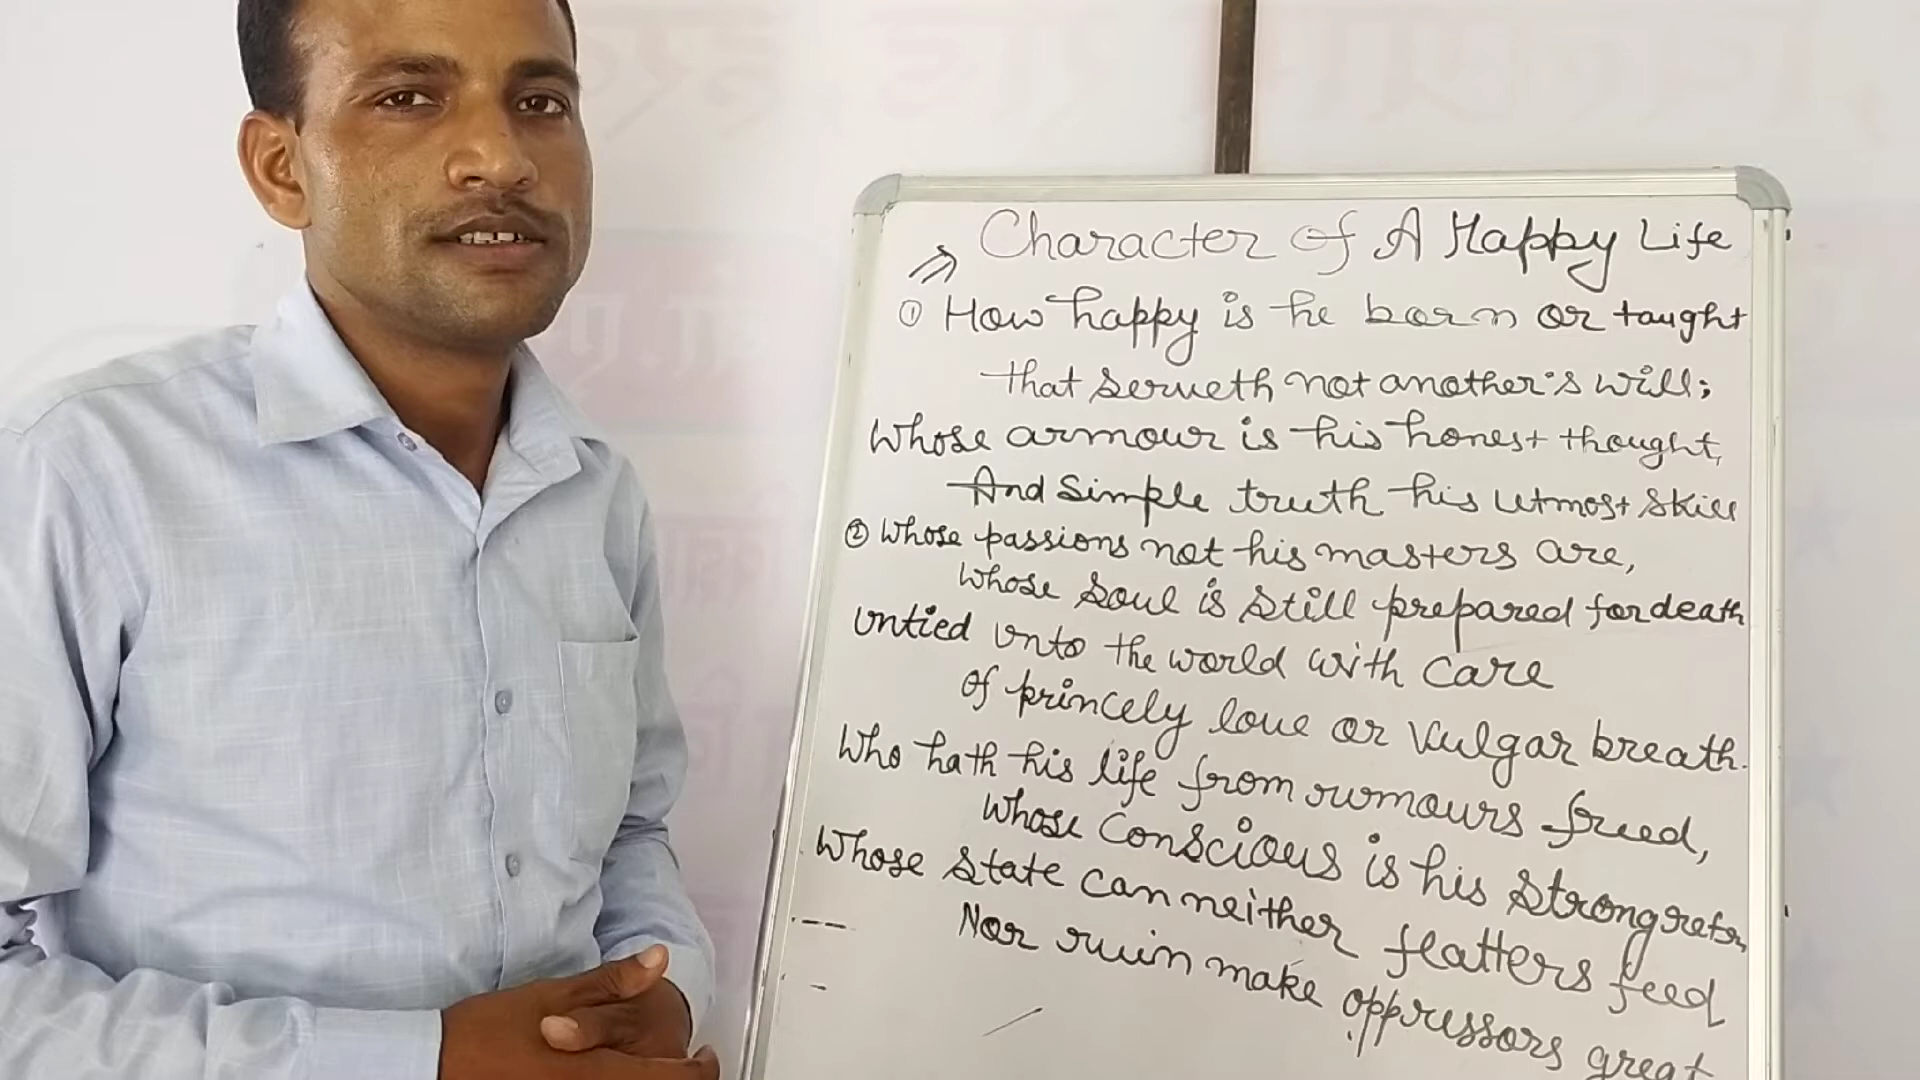 Character of A Happy Life
① How happy is he born or taught
that serveth not another's will;
Whose armour is his honest thought,
And Simple truth his utmost skill
② Whose passions not his masters are,
Whose soul is still prepared for death
Untied unto the world with care
Of princely love or vulgar breath.
Who hath his life from rumours freed,
Whose Conscious is his strong
Whose state can neither flatters feed
Nor ruin make oppressors great